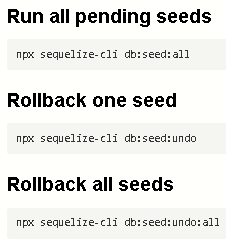 Run all pending seeds
npx sequelize-cli db:seed:all
Rollback one seed
npx sequelize-cli db:seed:undo
Rollback all seeds
npx sequelize-cli db:seed:undo:all